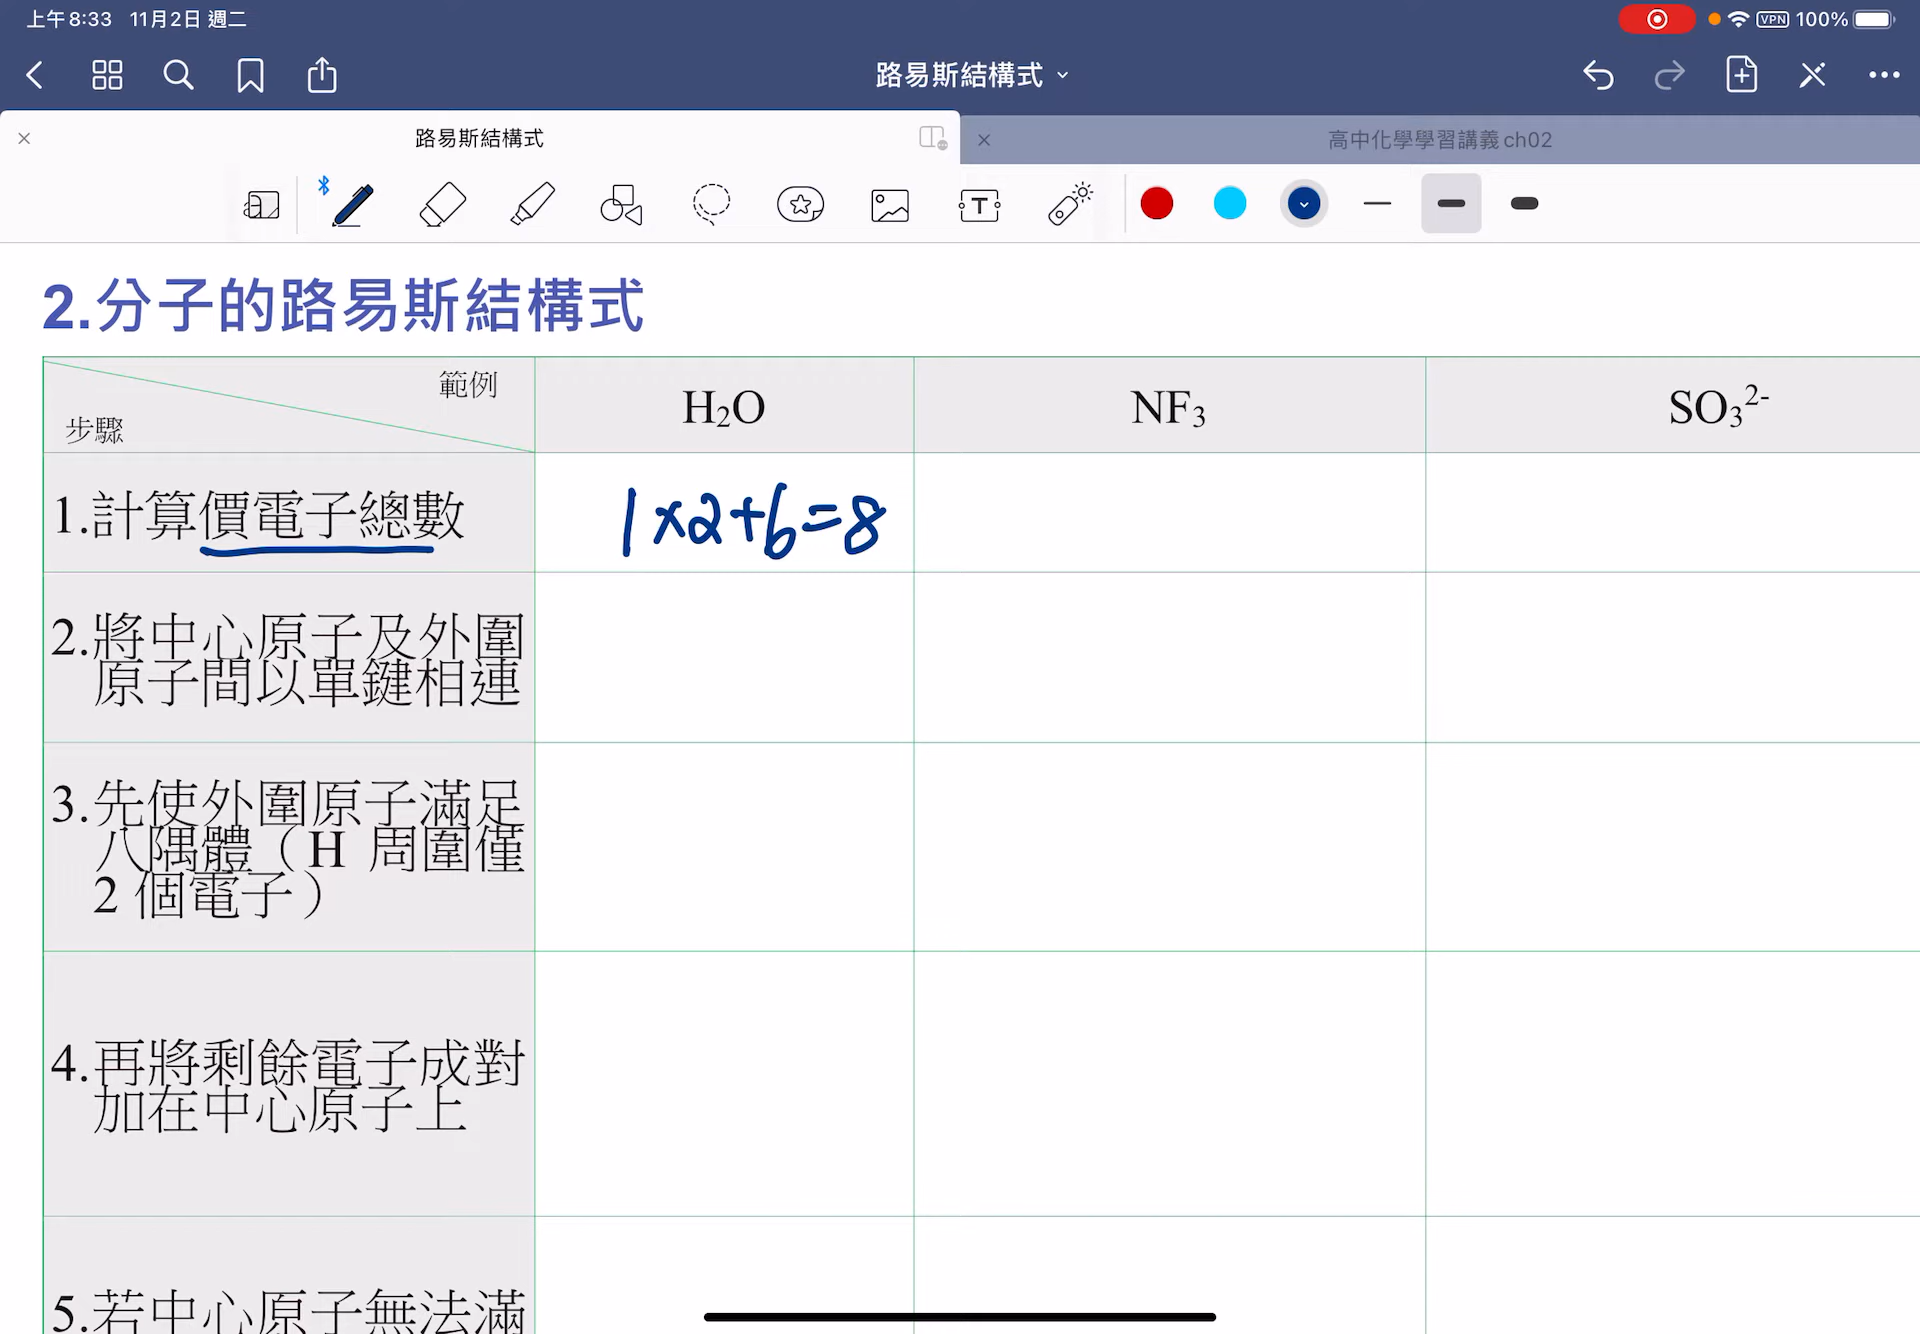 上午8:33 11月2日 週二
VPN 100%
路易斯結構式
路易斯結構式
高中化學學習講義ch02
T
2.分子的路易斯結構式
範例
步驟
H₂O
NF₃
SO₃²⁻
1.計算價電子總數
1×2+6=8
2.將中心原子及外圍
原子間以單鍵相連
3.先使外圍原子滿足
八隅體（H 周圍僅
2 個電子）
4.再將剩餘電子成對
加在中心原子上
5.若中心原子無法滿